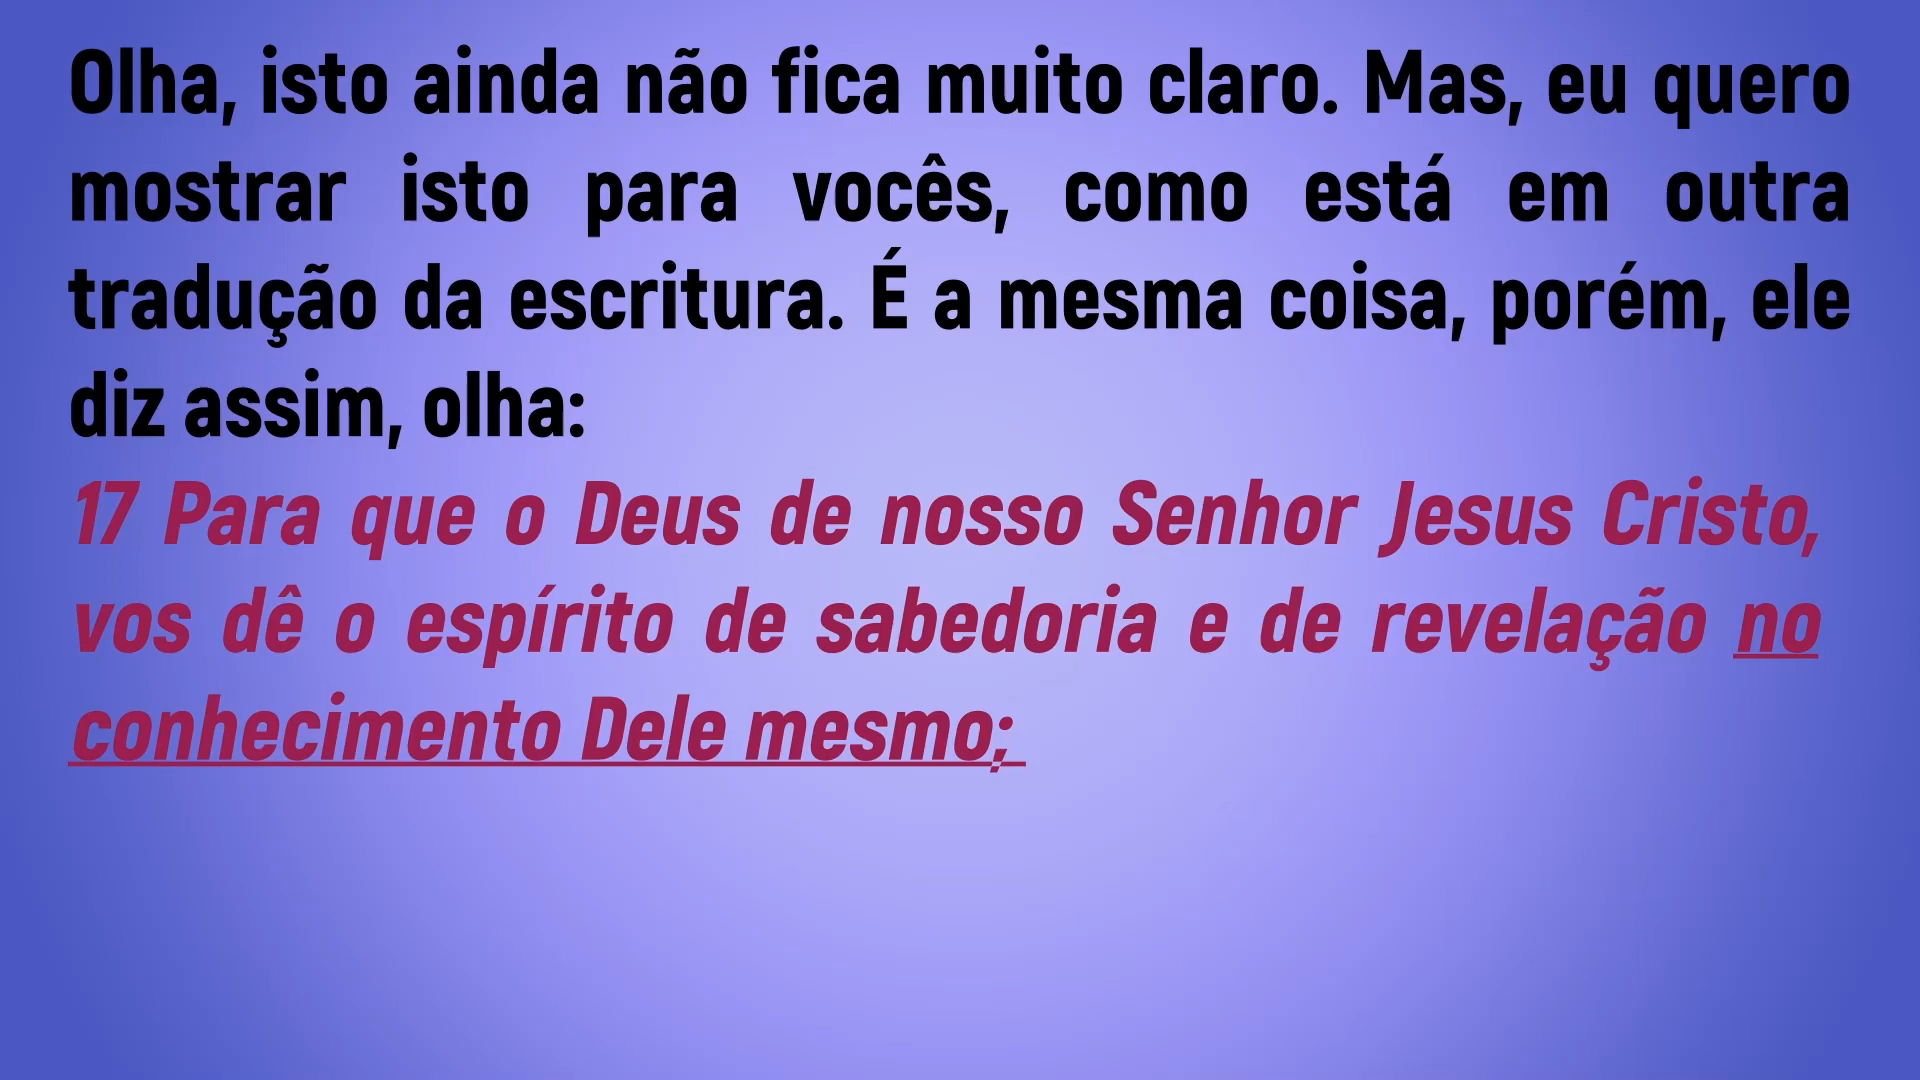 Olha, isto ainda não fica muito claro. Mas, eu quero
mostrar isto para vocês, como está em outra
tradução da escritura. É a mesma coisa, porém, ele
diz assim, olha:
17 Para que o Deus de nosso Senhor Jesus Cristo,
vos dê o espírito de sabedoria e de revelação no
conhecimento Dele mesmo;